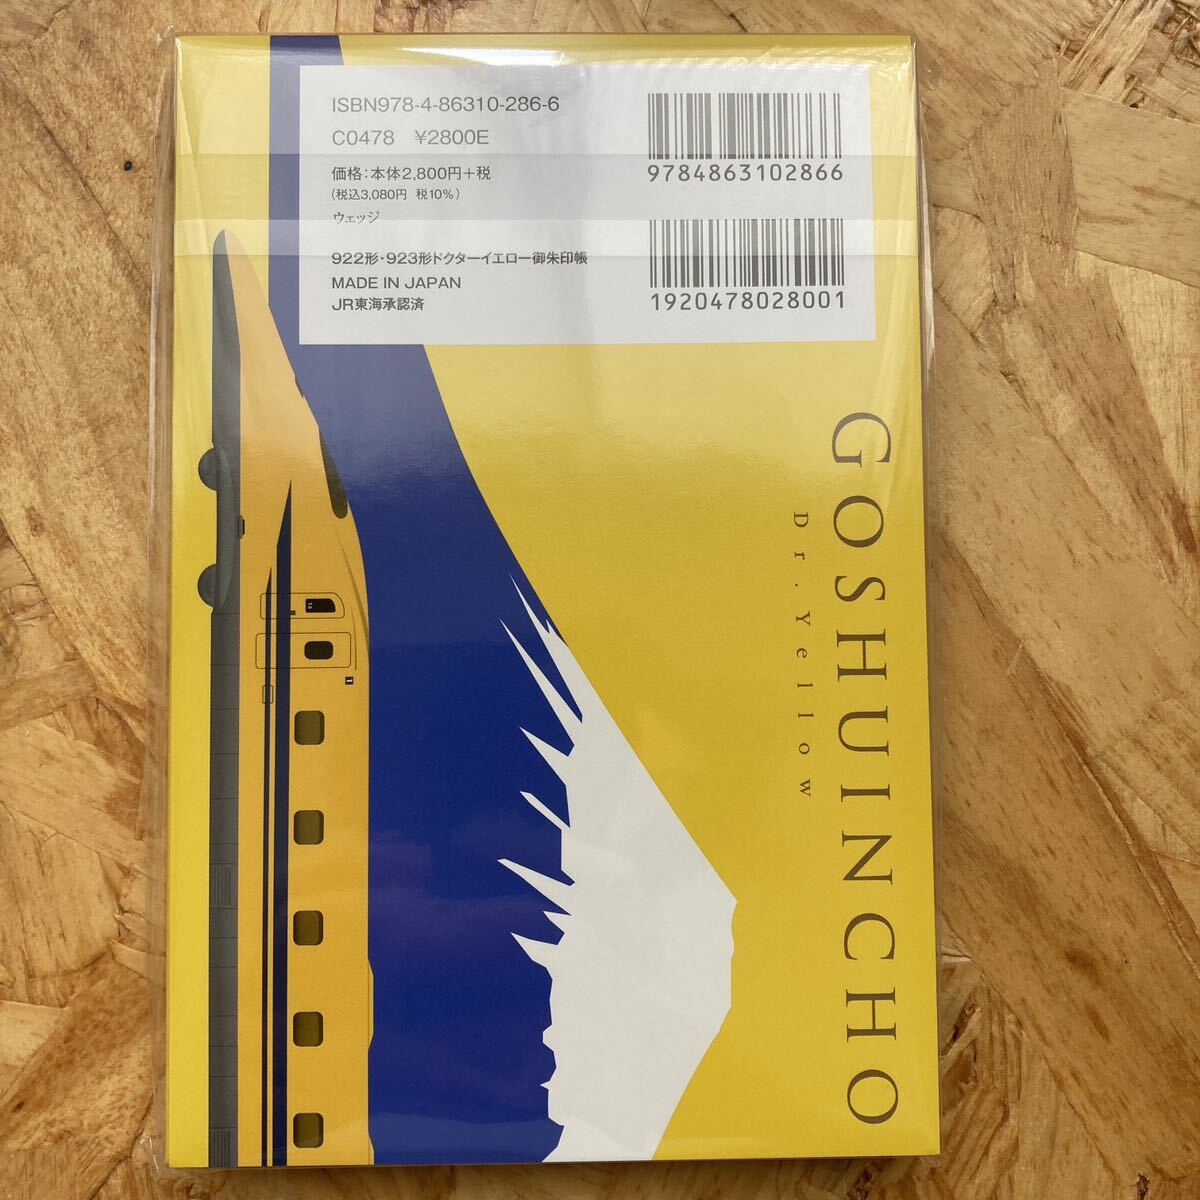 ISBN978-4-86310-286-6
C0478 ¥2800E
価格:本体2,800円+税
(税込3,080円 税10%)
ウェッジ
922形・923形ドクターイエロー御朱印帳
MADE IN JAPAN
JR東海承認済
9784863102866
1920478028001
GOSHUINCHO
Dr.Yellow
T4
1